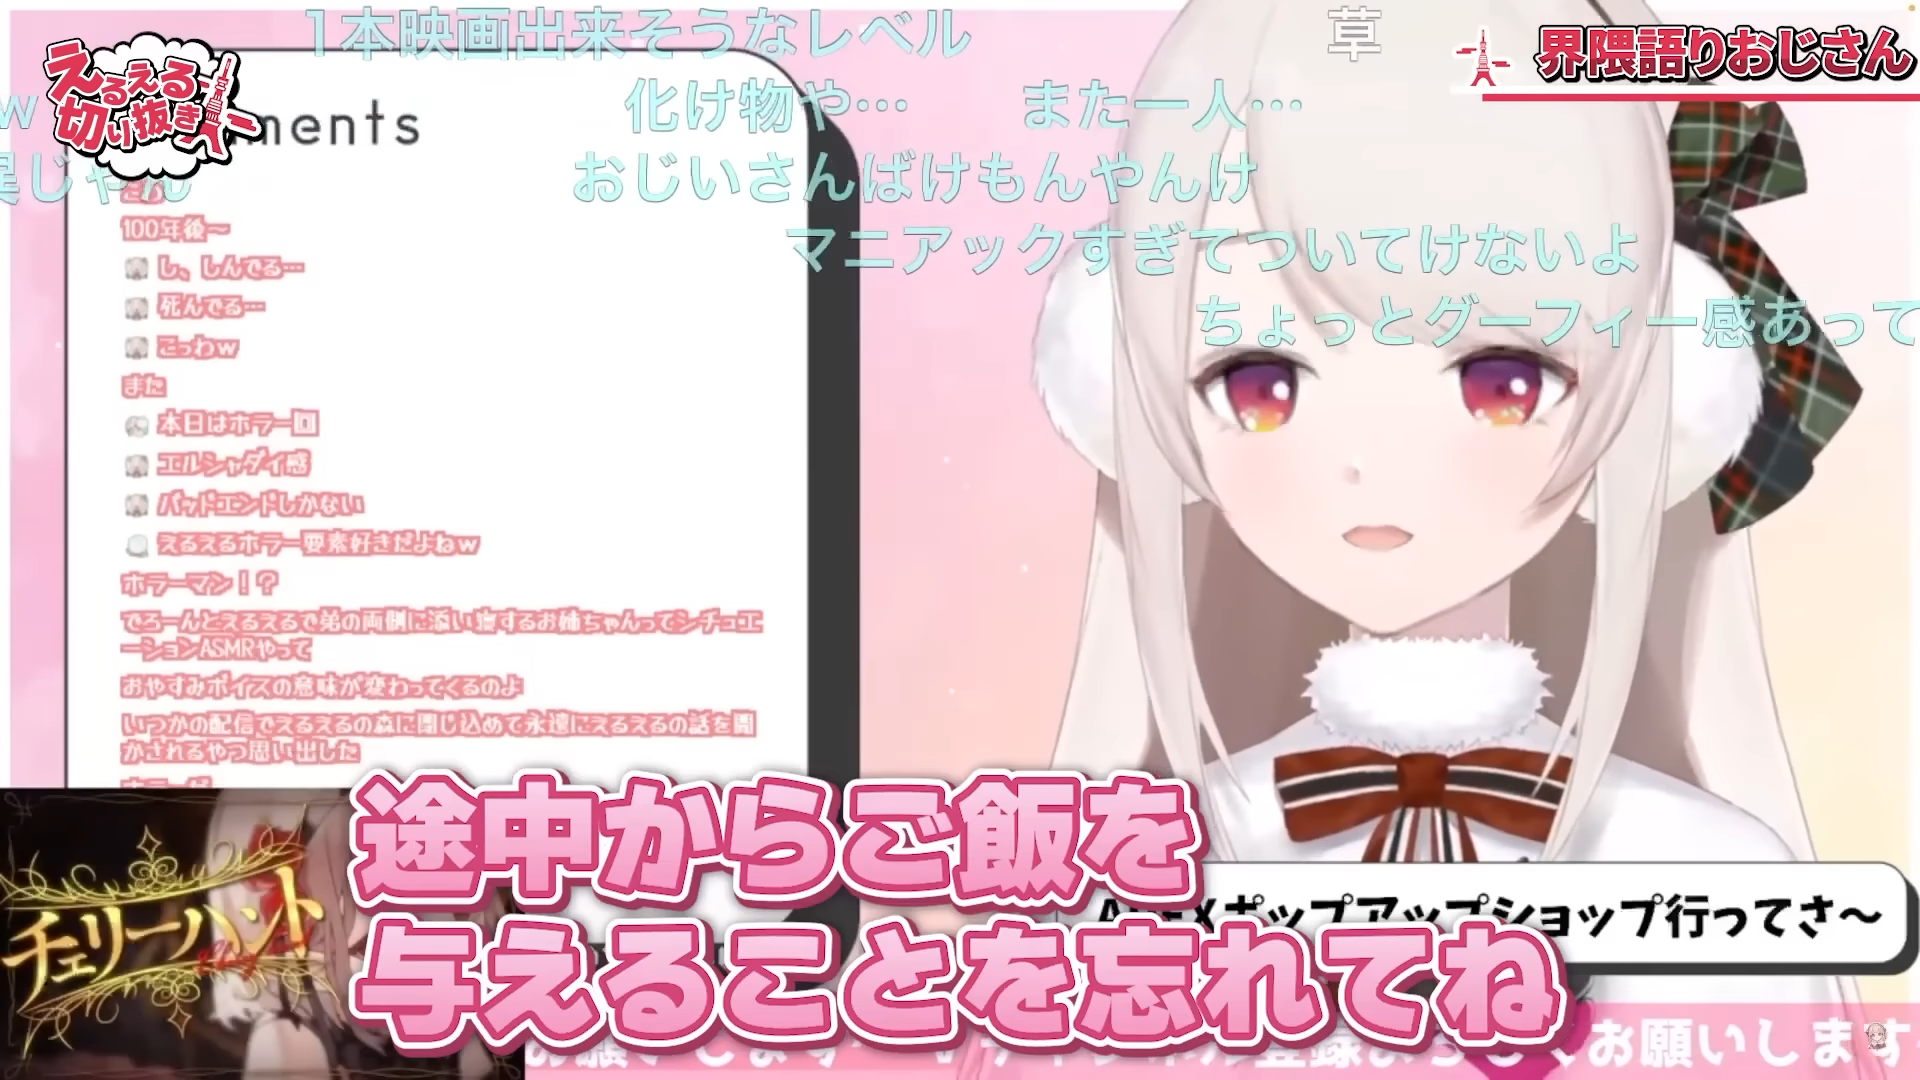 1本映画出来そうなレベル
草
界隈語りおじさん
えるえる
切り抜き
ments
w
化け物や…
また一人…
じゃん
おじいさんばけもんやんけ
マニアックすぎてついてけないよ
ちょっとグーフィー感あって
100年後～
し、しんでる…
死んでる…
こっわw
また
本日はホラー回
エルシャダイ感
バッドエンドしかない
えるえるホラー要素好きだよねw
ホラーマン！？
でろーんとえるえるで弟の両側に添い寝するお姉ちゃんってシチュエ
ーションASMRやって
おやすみボイスの意味が変わってくるのよ
いつかの配信でえるえるの森に閉じ込めて永遠にえるえるの話を聞
かされるやつ思い出した
チェリーハント
途中からご飯を
与えることを忘れてね
ポップアップショップ行ってさ～
お願いします